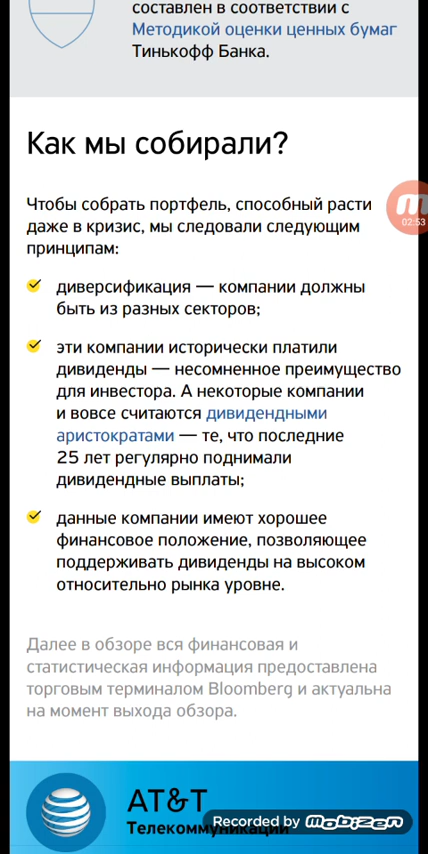 составлен в соответствии с
Методикой оценки ценных бумаг
Тинькофф Банка.
Как мы собирали?
Чтобы собрать портфель, способный расти
даже в кризис, мы следовали следующим
принципам:
02:53
диверсификация — компании должны
быть из разных секторов;
эти компании исторически платили
дивиденды — несомненное преимущество
для инвестора. А некоторые компании
и вовсе считаются дивидендными
аристократами — те, что последние
25 лет регулярно поднимали
дивидендные выплаты;
данные компании имеют хорошее
финансовое положение, позволяющее
поддерживать дивиденды на высоком
относительно рынка уровне.
Далее в обзоре вся финансовая и
статистическая информация предоставлена
торговым терминалом Bloomberg и актуальна
на момент выхода обзора.
AT&T
Recorded by mobizen
Телекоммуникации